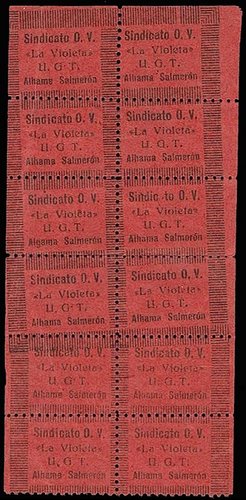 Sindicato O. V.
«La Violeta»
U. G. T.
Alhama Salmerón
Sindicato O. V.
«La Violeta»
U. G. T.
Alhama Salmerón
Sindicato O. V.
«La Violeta»
U. G. T.
Alhama Salmerón
Sindicato O. V.
«La Violeta»
U. G. T.
Alhama Salmerón
Sindicato O. V.
«La Violeta»
U. G. T.
Algama Salmerón
Sindicato O. V.
«La Violeta»
U. G. T.
Alhama Salmerón
Sindicato O. V.
«La Violeta»
U. G. T.
Alhama Salmerón
Sindicato O. V.
«La Violeta»
U. G. T.
Alhama Salmerón
Sindicato O. V.
«La Violeta»
U. G. T.
Alhama Salmerón
Sindicato O. V.
«La Violeta»
U. G. T.
Alhama Salmerón
Sindicato O. V.
«La Violeta»
U. G. T.
Alhama Salmerón
Sindicato O. V.
«La Violeta»
U. G. T.
Alhama Salmerón